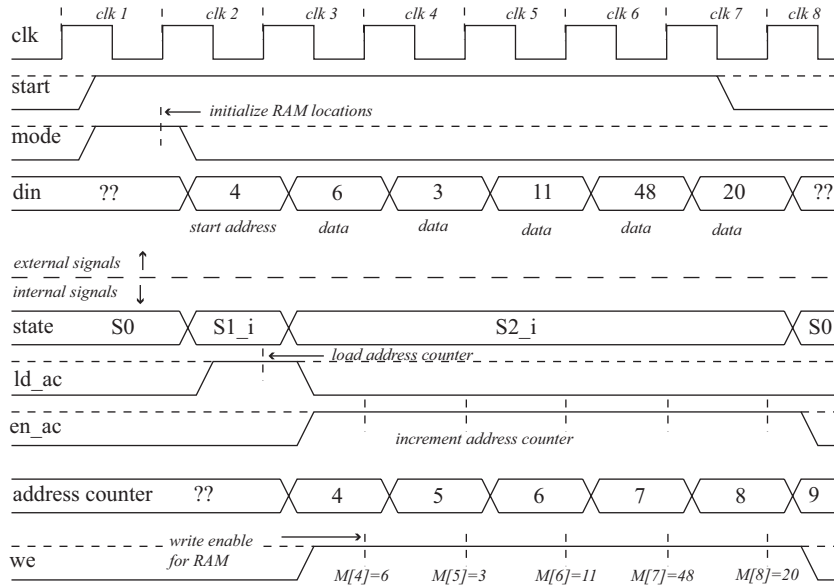 clk 1 clk 2 clk 3 clk 4 clk 5 clk 6 clk 7 clk 8
clk
start
initialize RAM locations
mode
din ?? 4 6 3 11 48 20 ??
start address data data data data data
external signals
internal signals
state S0 S1_i S2_i S0
load address counter
ld_ac
en_ac increment address counter
address counter ?? 4 5 6 7 8 9
write enable
for RAM
we M[4]=6 M[5]=3 M[6]=11 M[7]=48 M[8]=20